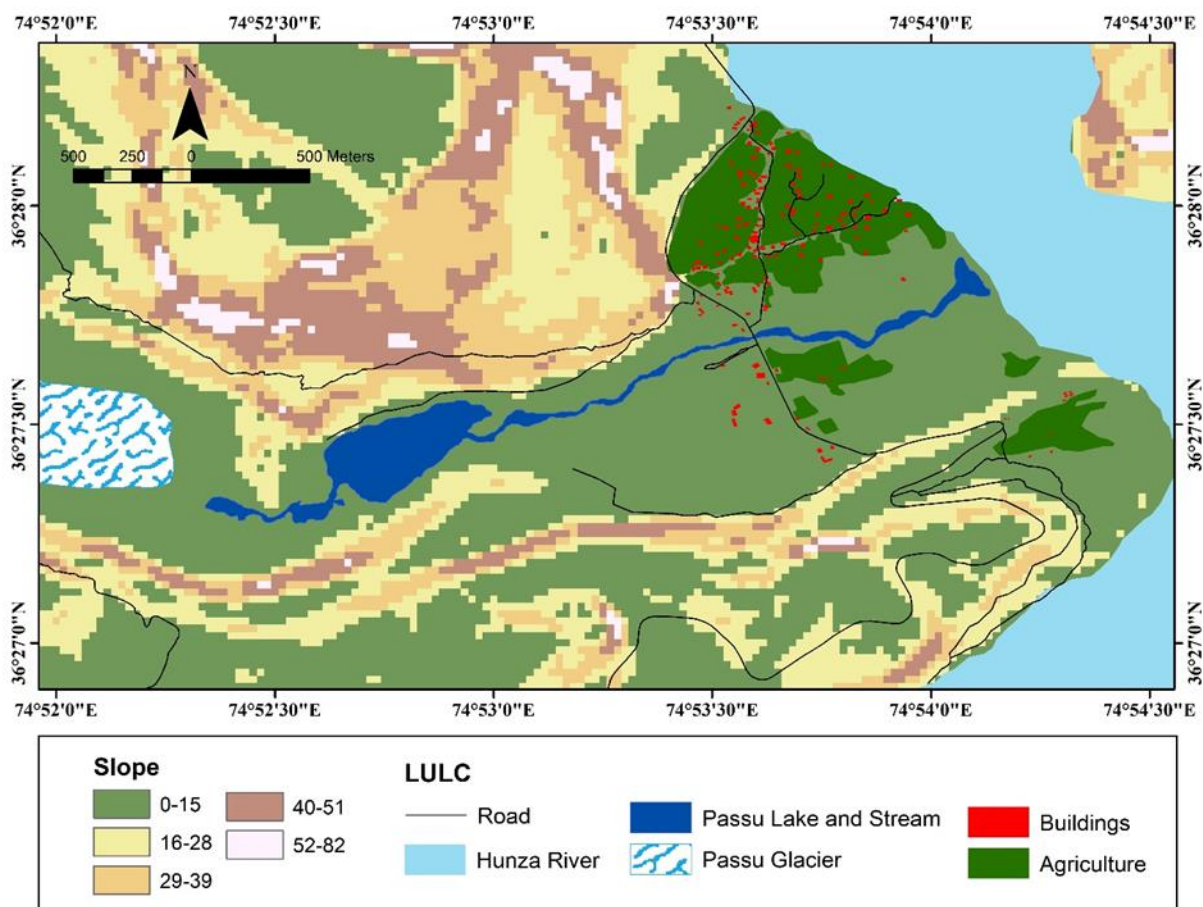 74°52'0"E 74°52'30"E 74°53'0"E 74°53'30"E 74°54'0"E 74°54'30"E
N
500 250 0 500 Meters
36°28'0"N 36°28'0"N
36°27'30"N 36°27'30"N
36°27'0"N 36°27'0"N
74°52'0"E 74°52'30"E 74°53'0"E 74°53'30"E 74°54'0"E 74°54'30"E
Slope
0-15
16-28
29-39
40-51
52-82
LULC
Road
Hunza River
Passu Lake and Stream
Passu Glacier
Buildings
Agriculture